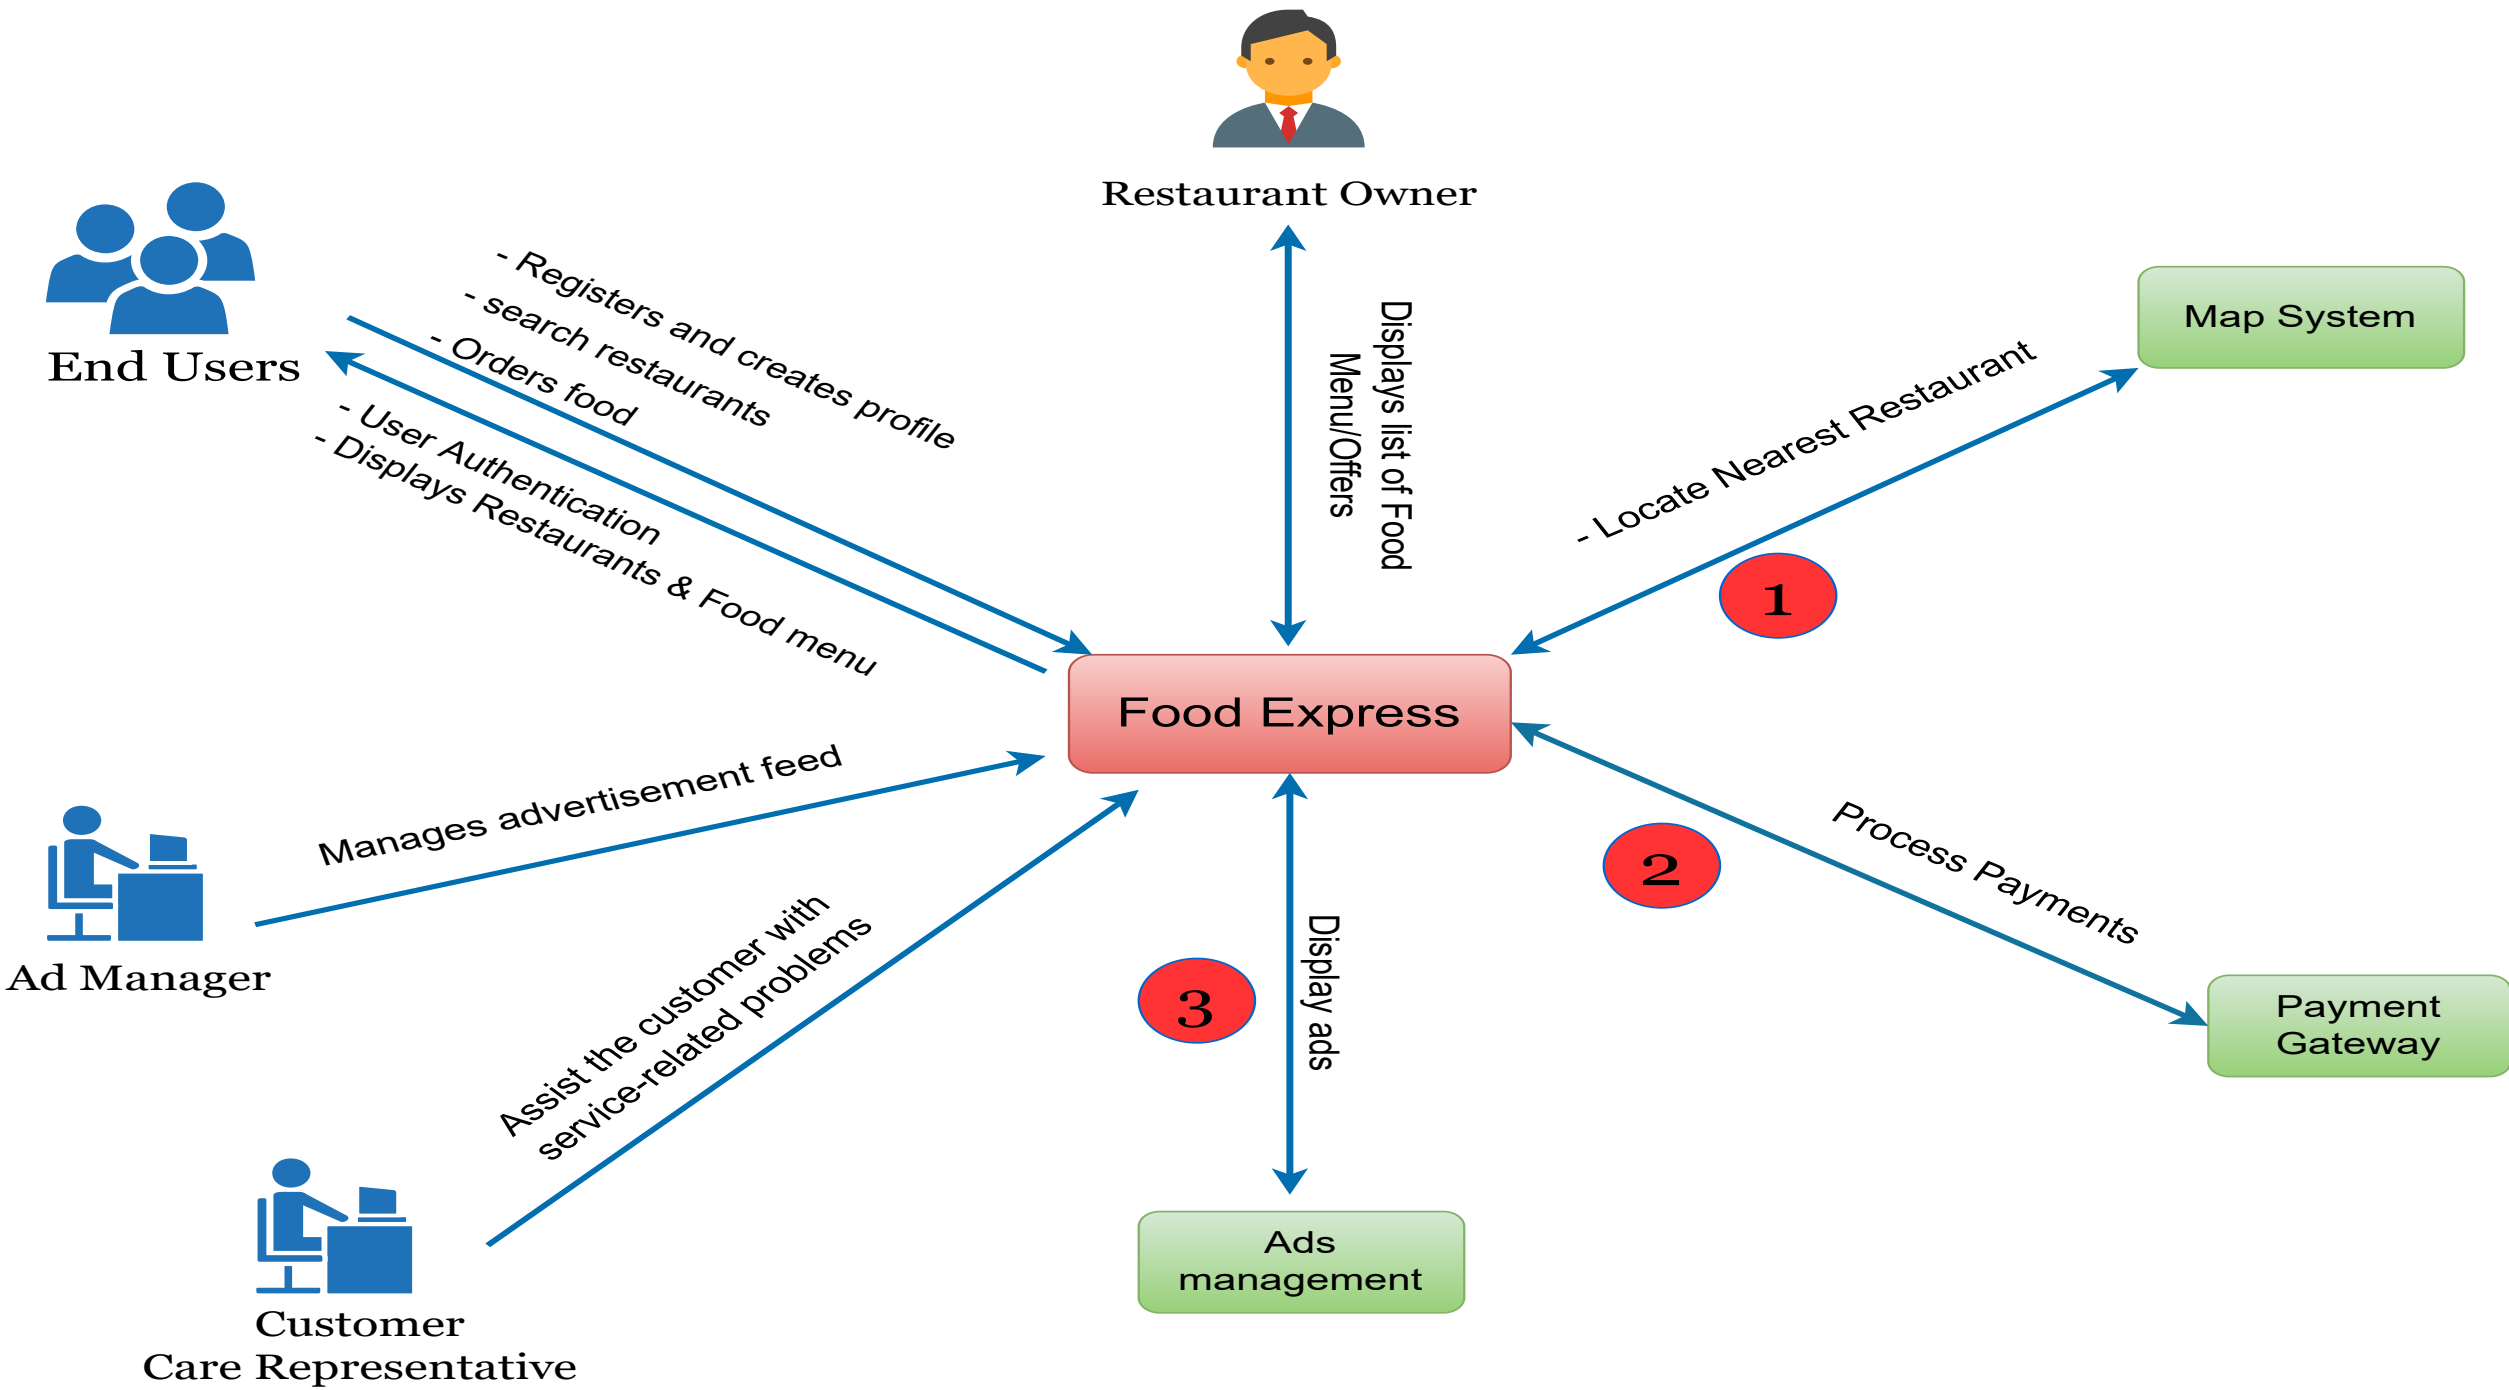 Restaurant Owner
End Users
- Registers and creates profile
- search restaurants
- Orders food
- User Authentication
- Displays Restaurants & Food menu
Displays list of Food
Menu/Offers
Map System
- Locate Nearest Restaurant
1
Food Express
Manages advertisement feed
Ad Manager
2
Process Payments
Payment
Gateway
Assist the customer with
service-related problems
3
Display ads
Ads
management
Customer
Care Representative